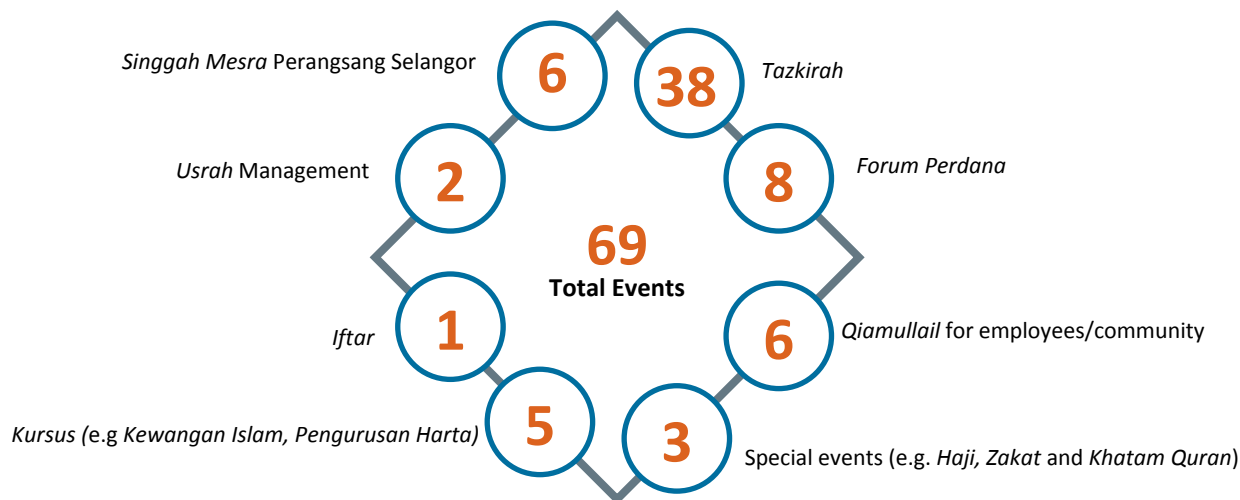 6
Singgah Mesra Perangsang Selangor
38
Tazkirah
2
Usrah Management
8
Forum Perdana
69
Total Events
1
Iftar
6
Qiamullail for employees/community
5
Kursus (e.g Kewangan Islam, Pengurusan Harta)
3
Special events (e.g. Haji, Zakat and Khatam Quran)